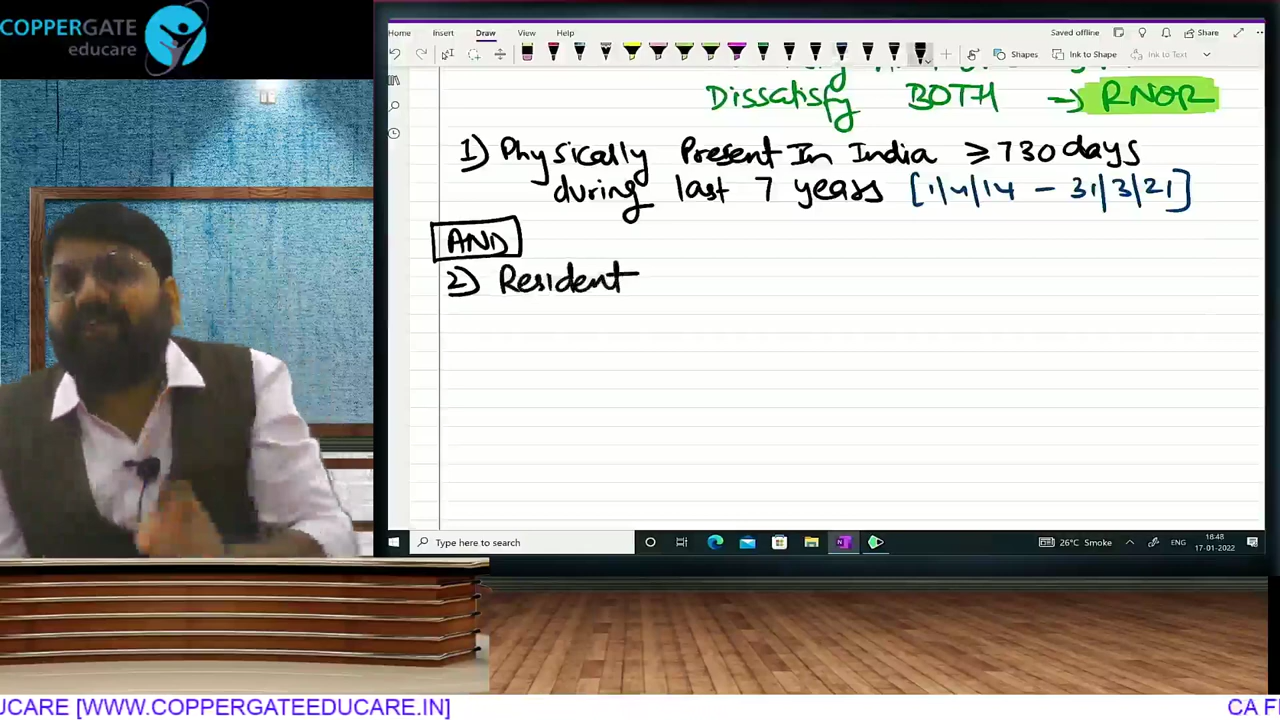 COPPERGATE
educare
Home Insert Draw View Help
Saved offline
Share
Shapes
Ink to Shape
Ink to Text
Dissatisfy BOTH → RNOR
1) Physically Present In India ≥ 730 days
during last 7 years [1/4/14 - 31/3/21]
AND
2) Resident
Type here to search
26°C Smoke
ENG
18:48
17-01-2022
UCARE [WWW.COPPERGATEEDUCARE.IN]
CA F